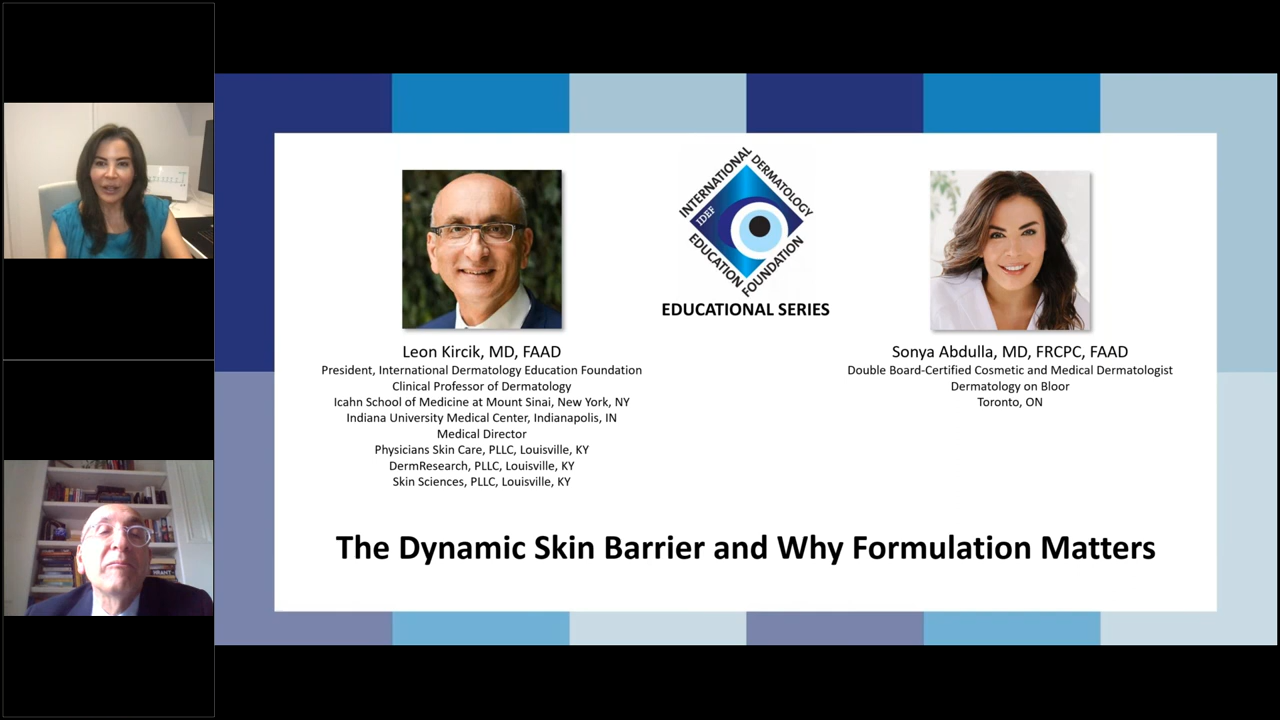 INTERNATIONAL
DERMATOLOGY
IDEF
EDUCATION
FOUNDATION
EDUCATIONAL SERIES
Leon Kircik, MD, FAAD
President, International Dermatology Education Foundation
Clinical Professor of Dermatology
Icahn School of Medicine at Mount Sinai, New York, NY
Indiana University Medical Center, Indianapolis, IN
Medical Director
Physicians Skin Care, PLLC, Louisville, KY
DermResearch, PLLC, Louisville, KY
Skin Sciences, PLLC, Louisville, KY
Sonya Abdulla, MD, FRCPC, FAAD
Double Board-Certified Cosmetic and Medical Dermatologist
Dermatology on Bloor
Toronto, ON
The Dynamic Skin Barrier and Why Formulation Matters